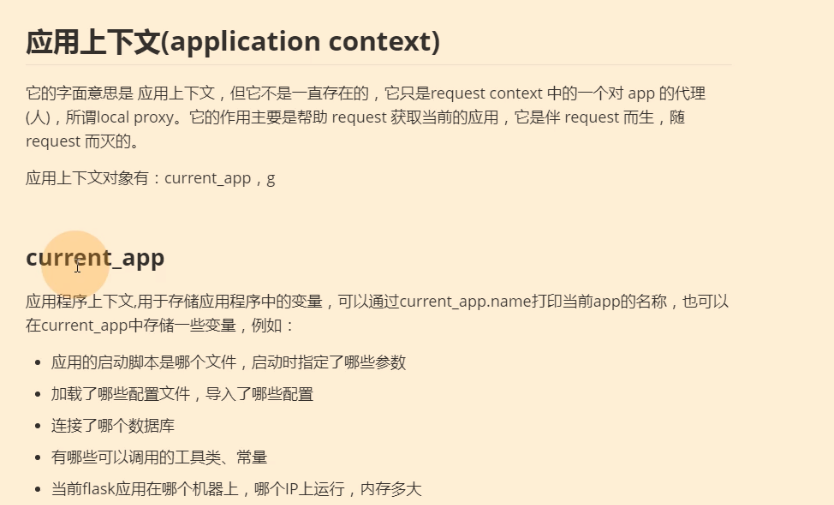 应用上下文(application context)
它的字面意思是 应用上下文，但它不是一直存在的，它只是request context 中的一个对 app 的代理
(人)，所谓local proxy。它的作用主要是帮助 request 获取当前的应用，它是伴 request 而生，随
request 而灭的。
应用上下文对象有：current_app，g
current_app
应用程序上下文,用于存储应用程序中的变量，可以通过current_app.name打印当前app的名称，也可以
在current_app中存储一些变量，例如：
• 应用的启动脚本是哪个文件，启动时指定了哪些参数
• 加载了哪些配置文件，导入了哪些配置
• 连接了哪个数据库
• 有哪些可以调用的工具类、常量
• 当前flask应用在哪个机器上，哪个IP上运行，内存多大